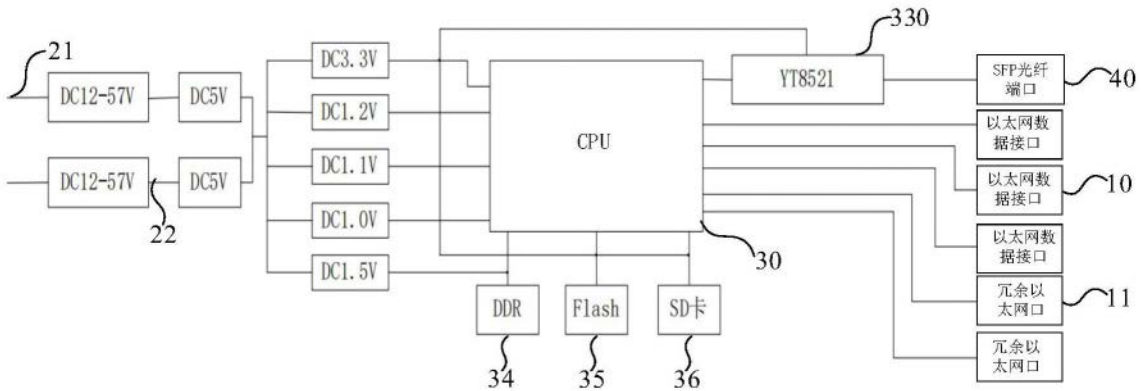 21
DC12-57V
DC5V
DC12-57V
DC5V
22
DC3.3V
DC1.2V
DC1.1V
DC1.0V
DC1.5V
CPU
30
DDR
Flash
SD卡
34
35
36
330
YT8521
SFP光纤
端口
40
以太网数
据接口
以太网数
据接口
10
以太网数
据接口
冗余以
太网口
11
冗余以
太网口